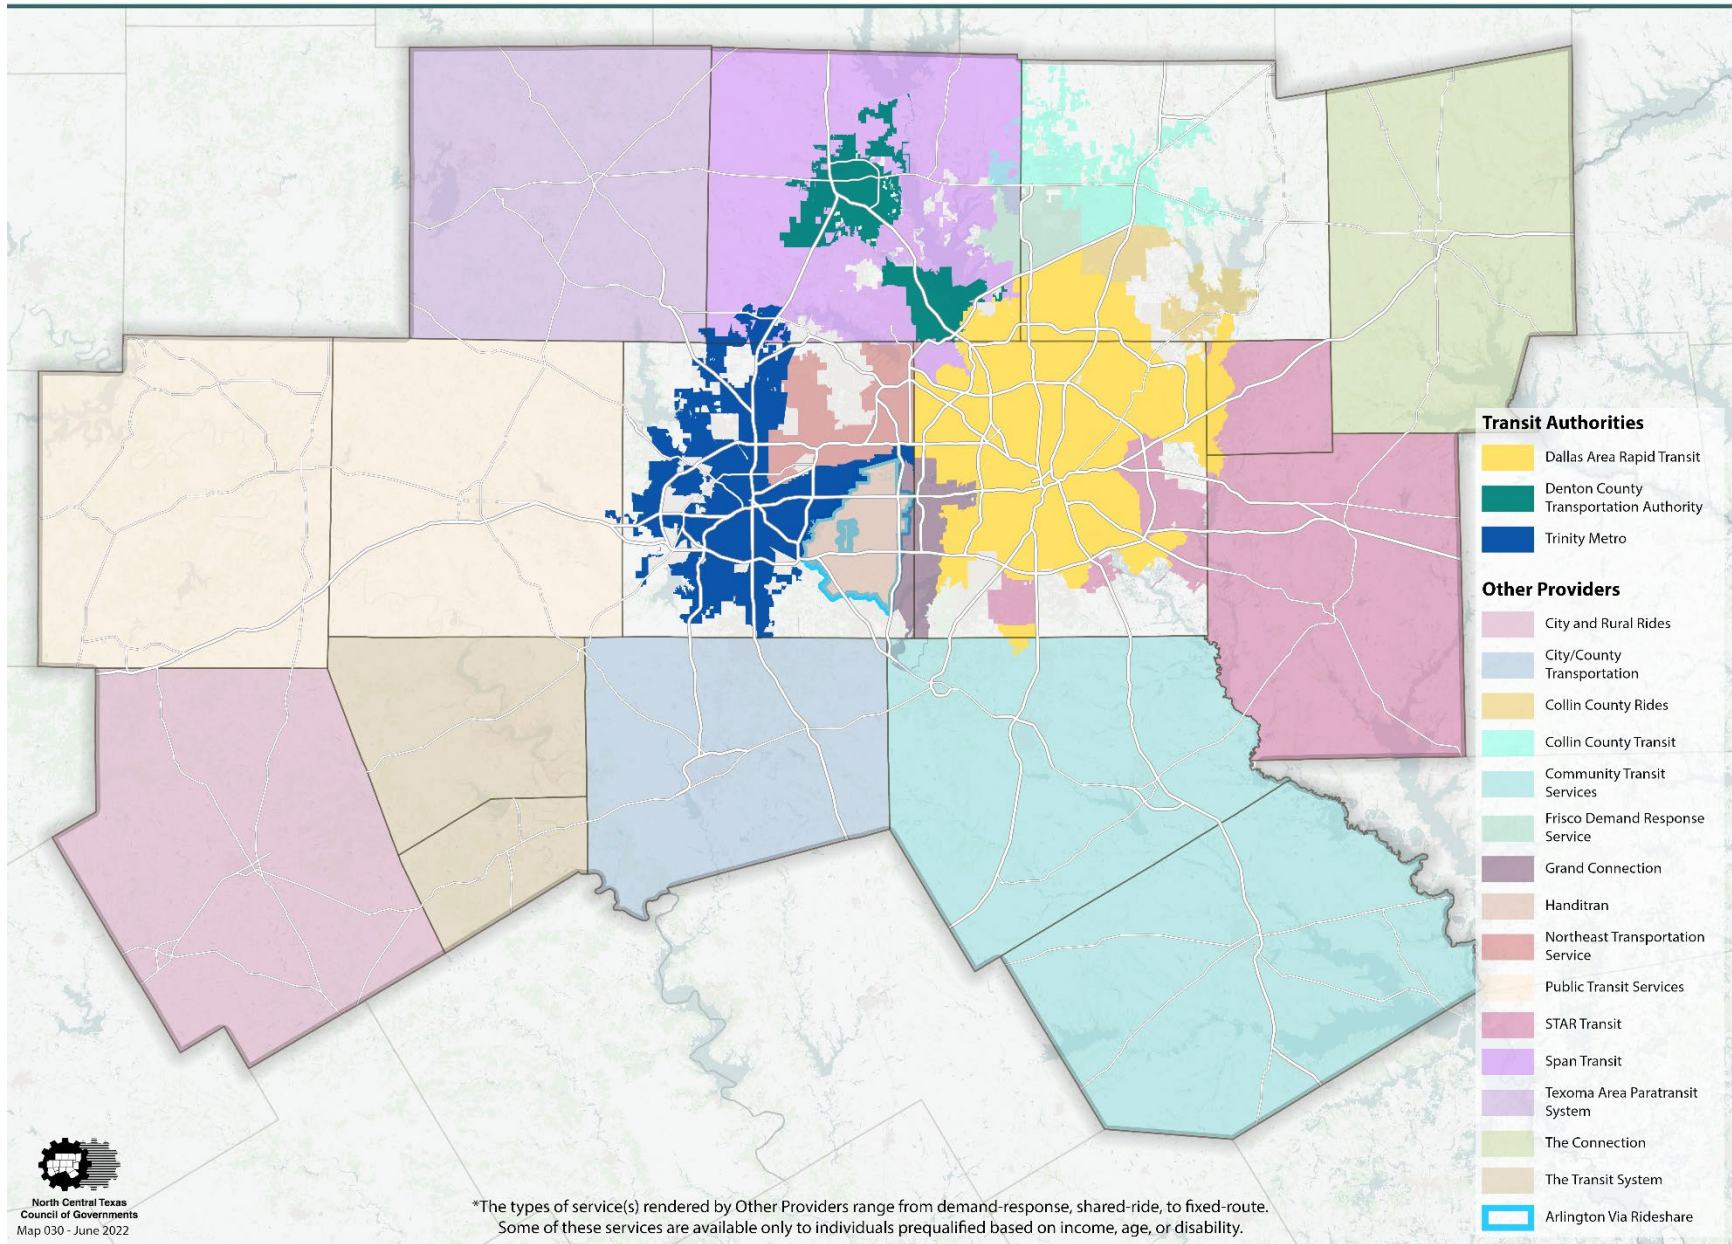 Transit Authorities
Dallas Area Rapid Transit
Denton County
Transportation Authority
Trinity Metro
Other Providers
City and Rural Rides
City/County
Transportation
Collin County Rides
Collin County Transit
Community Transit
Services
Frisco Demand Response
Service
Grand Connection
Handitran
Northeast Transportation
Service
Public Transit Services
STAR Transit
Span Transit
Texoma Area Paratransit
System
The Connection
The Transit System
Arlington Via Rideshare
North Central Texas
Council of Governments
Map 030 - June 2022
*The types of service(s) rendered by Other Providers range from demand-response, shared-ride, to fixed-route.
Some of these services are available only to individuals prequalified based on income, age, or disability.